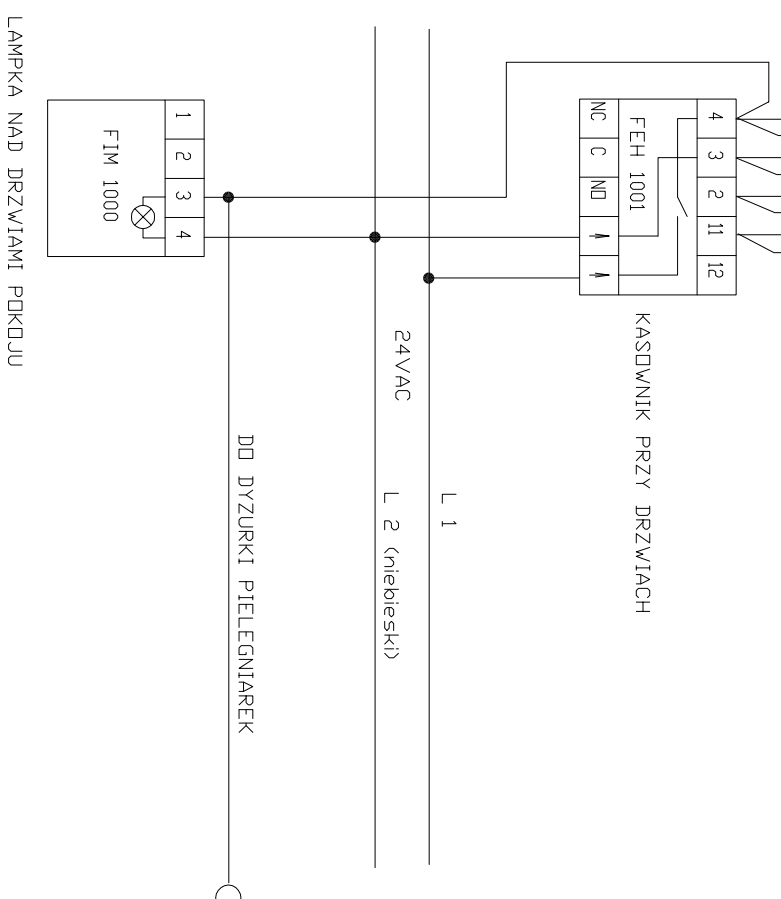 KASOWNIK PRZY DRZWIACH
4
3
2
11
12
FEH 1001
NC
C
NO
L 1
24VAC
L 2 (niebieski)
DO DYZURKI PIELEGNIAREK
1
2
3
4
FIM 1000
LAMPKA NAD DRZWIAMI POKOJU